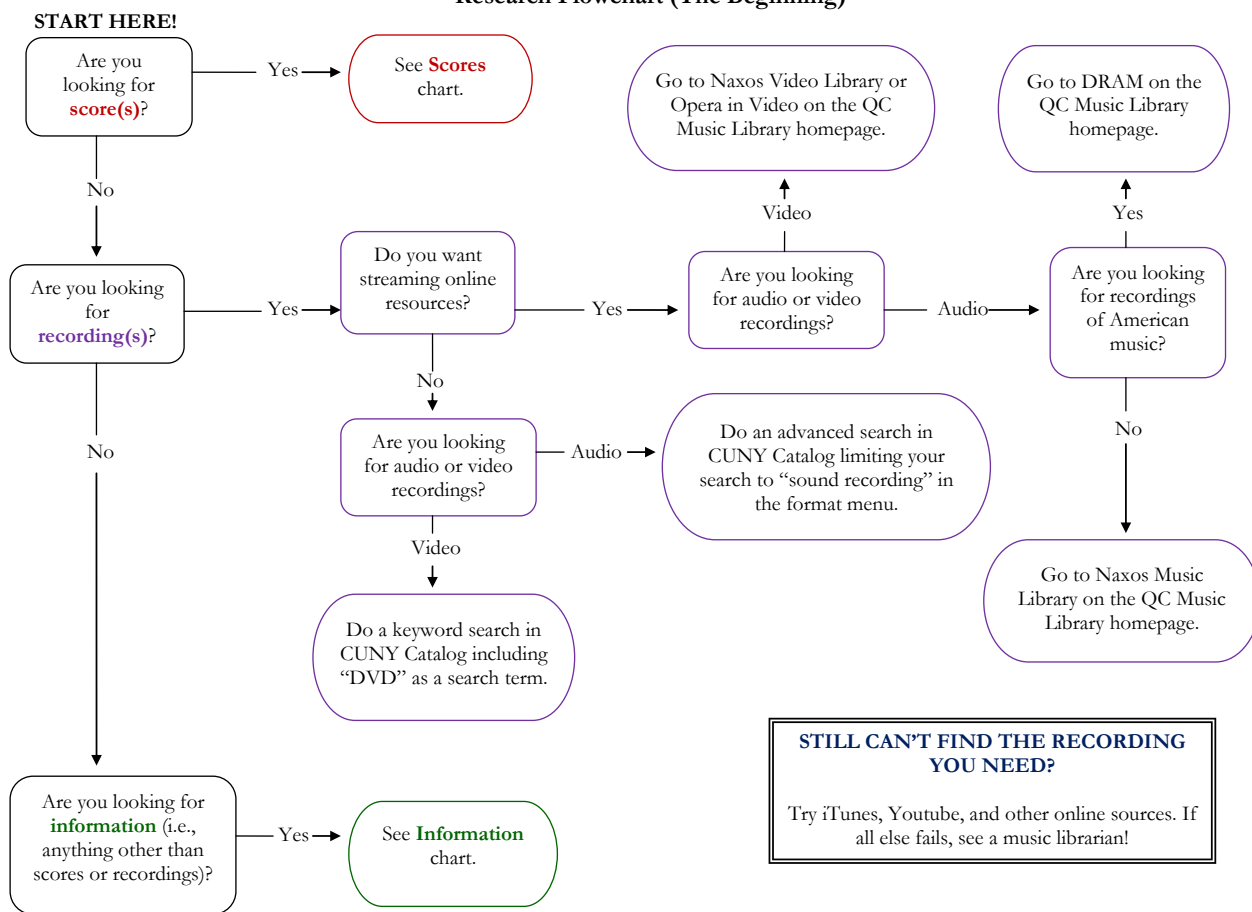 Research Flowchart (The Beginning)
START HERE!
Are you
looking for
score(s)?
Yes
See Scores
chart.
No
Are you looking
for
recording(s)?
Yes
Do you want
streaming online
resources?
Yes
Are you looking
for audio or video
recordings?
Video
Go to Naxos Video Library or
Opera in Video on the QC
Music Library homepage.
Audio
Are you looking
for recordings
of American
music?
Yes
Go to DRAM on the
QC Music Library
homepage.
No
Go to Naxos Music
Library on the QC Music
Library homepage.
No
Are you looking
for audio or video
recordings?
Audio
Do an advanced search in
CUNY Catalog limiting your
search to “sound recording” in
the format menu.
Video
Do a keyword search in
CUNY Catalog including
“DVD” as a search term.
No
Are you looking for
information (i.e.,
anything other than
scores or recordings)?
Yes
See Information
chart.
STILL CAN’T FIND THE RECORDING
YOU NEED?
Try iTunes, Youtube, and other online sources. If
all else fails, see a music librarian!